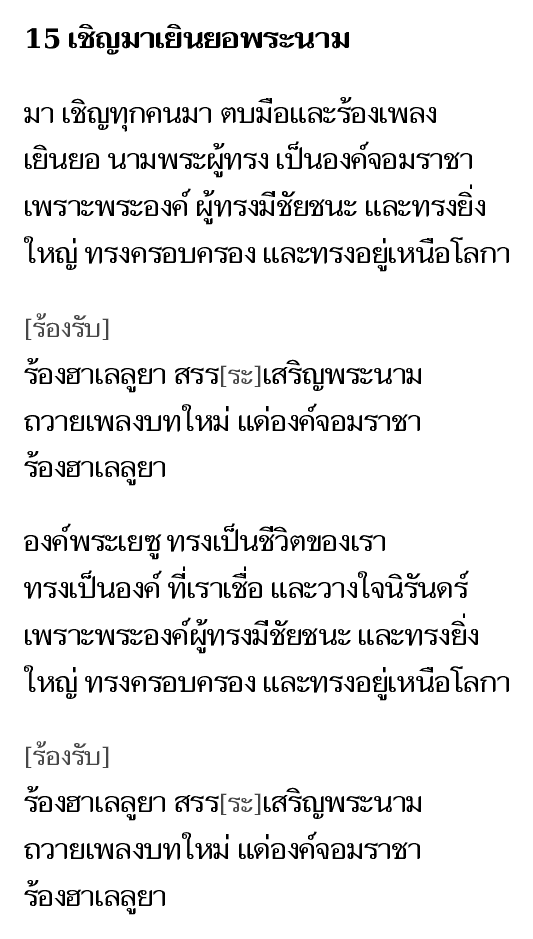 15 เชิญมาเยินยอพระนาม
มา เชิญทุกคนมา ตบมือและร้องเพลง
เยินยอ นามพระผู้ทรง เป็นองค์จอมราชา
เพราะพระองค์ ผู้ทรงมีชัยชนะ และทรงยิ่ง
ใหญ่ ทรงครอบครอง และทรงอยู่เหนือโลกา
[ร้องรับ]
ร้องฮาเลลูยา สรร[ระ]เสริญพระนาม
ถวายเพลงบทใหม่ แด่องค์จอมราชา
ร้องฮาเลลูยา
องค์พระเยซู ทรงเป็นชีวิตของเรา
ทรงเป็นองค์ ที่เราเชื่อ และวางใจนิรันดร์
เพราะพระองค์ผู้ทรงมีชัยชนะ และทรงยิ่ง
ใหญ่ ทรงครอบครอง และทรงอยู่เหนือโลกา
[ร้องรับ]
ร้องฮาเลลูยา สรร[ระ]เสริญพระนาม
ถวายเพลงบทใหม่ แด่องค์จอมราชา
ร้องฮาเลลูยา